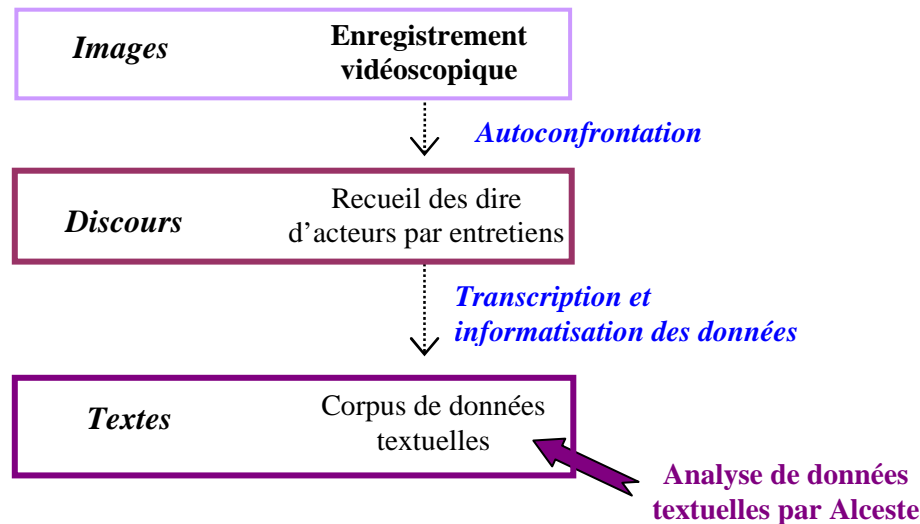 Images
Enregistrement
vidéoscopique
Autoconfrontation
Discours
Recueil des dire
d'acteurs par entretiens
Transcription et
informatisation des données
Textes
Corpus de données
textuelles
Analyse de données
textuelles par Alceste